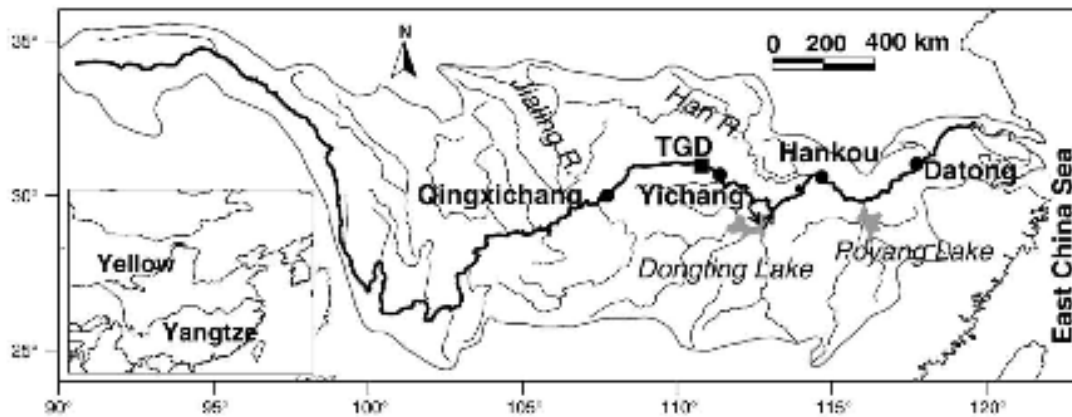 35°
N
0 200 400 km
Jialing R.
Han R.
TGD
Hankou
30°
Qingxichang
Yichang
Datong
Dongting Lake
Poyang Lake
East China Sea
Yellow
Yangtze
25°
90° 95° 100° 105° 110° 115° 120°